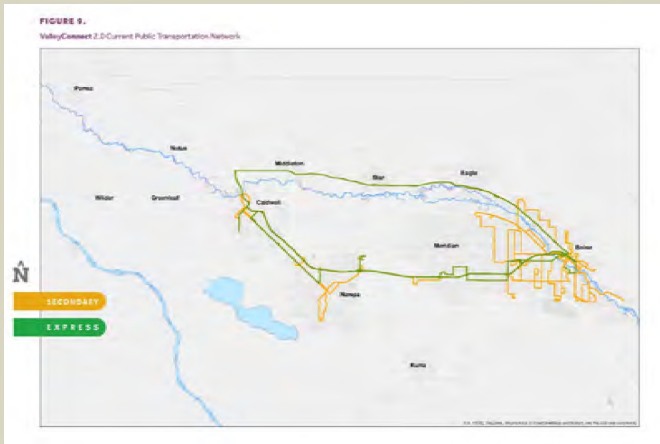 FIGURE 9.
ValleyConnect 2.0 Current Public Transportation Network
Parma
Notus
Middleton
Star
Eagle
Wilder
Greenleaf
Caldwell
Meridian
Boise
N
SECONDARY
Nampa
EXPRESS
Kuna